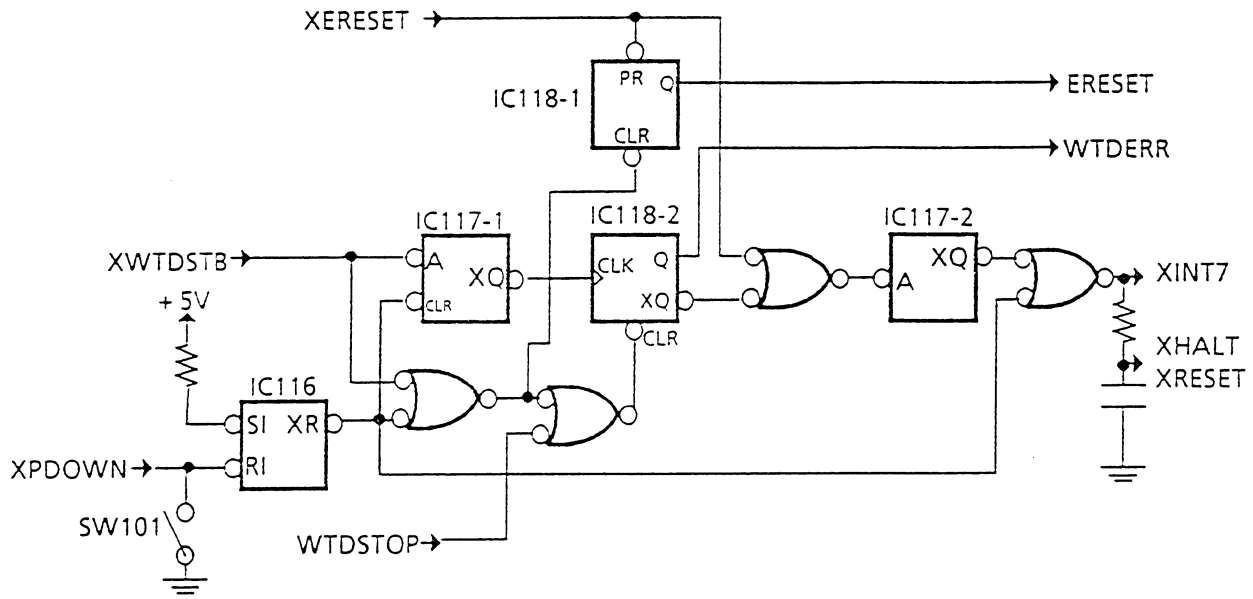 XERESET
PR
Q
IC118-1
CLR
ERESET
WTDERR
IC117-1
IC118-2
IC117-2
XWTDSTB
A
XQ
CLR
CLK
Q
XQ
CLR
A
XQ
XINT7
+ 5V
XHALT
XRESET
IC116
SI
XR
RI
XPDOWN
SW101
WTDSTOP